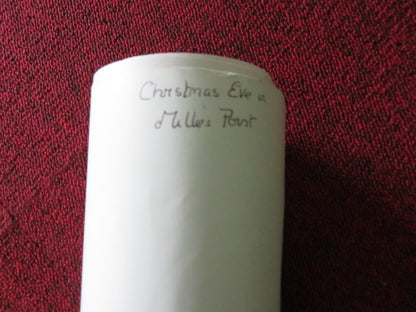 Christmas Eve in
Miller's Point